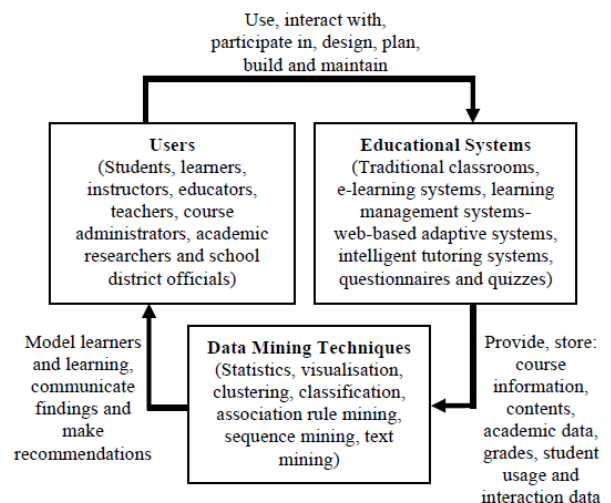 Use, interact with,
participate in, design, plan,
build and maintain
Users
(Students, learners,
instructors, educators,
teachers, course
administrators, academic
researchers and school
district officials)
Educational Systems
(Traditional classrooms,
e-learning systems, learning
management systems-
web-based adaptive systems,
intelligent tutoring systems,
questionnaires and quizzes)
Model learners
and learning,
communicate
findings and
make
recommendations
Data Mining Techniques
(Statistics, visualisation,
clustering, classification,
association rule mining,
sequence mining, text
mining)
Provide, store:
course
information,
contents,
academic data,
grades, student
usage and
interaction data